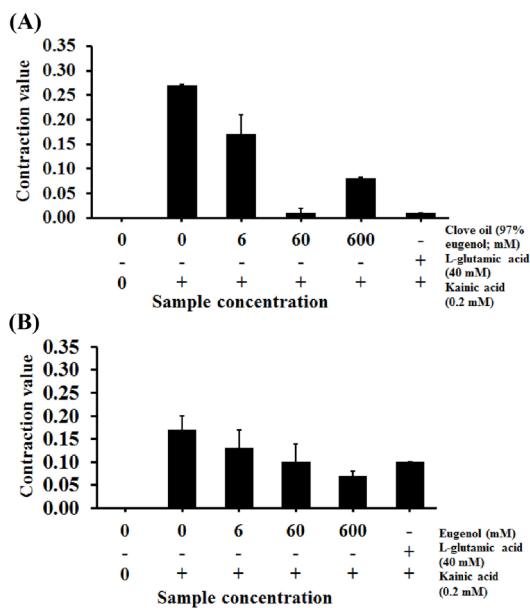 (A)
Contraction value
0.35
0.30
0.25
0.20
0.15
0.10
0.05
0.00
0 0 6 60 600 - Clove oil (97%
eugenol; mM)
- - - - - + L-glutamic acid
(40 mM)
0 + + + + + Kainic acid
(0.2 mM)
Sample concentration
(B)
Contraction value
0.35
0.30
0.25
0.20
0.15
0.10
0.05
0.00
0 0 6 60 600 - Eugenol (mM)
- - - - - + L-glutamic acid
(40 mM)
0 + + + + + Kainic acid
(0.2 mM)
Sample concentration